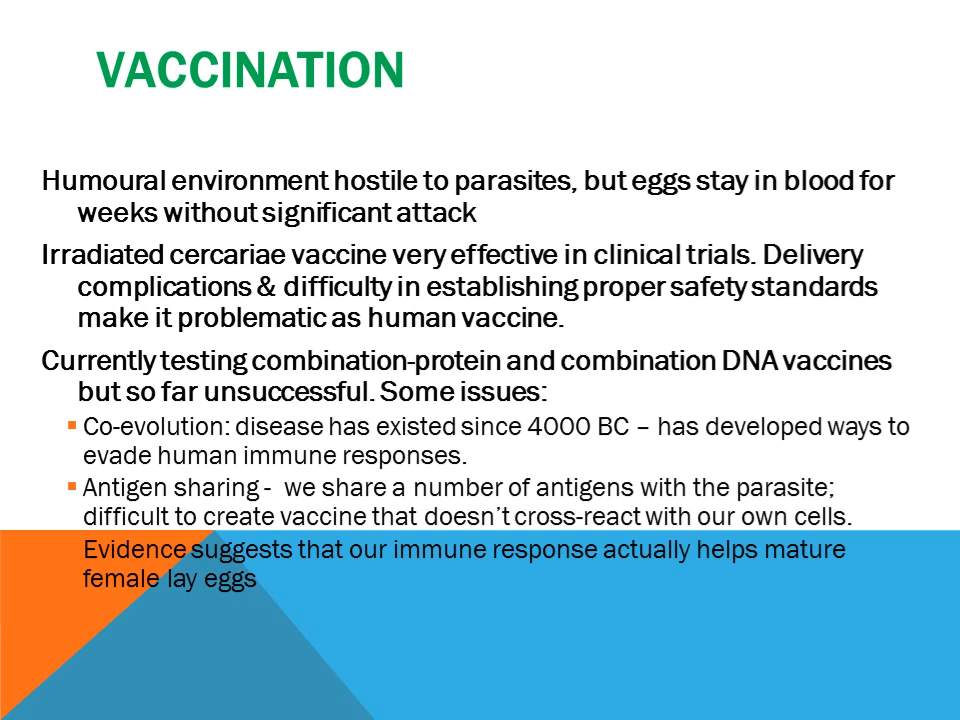 VACCINATION
Humoural environment hostile to parasites, but eggs stay in blood for
weeks without significant attack
Irradiated cercariae vaccine very effective in clinical trials. Delivery
complications & difficulty in establishing proper safety standards
make it problematic as human vaccine.
Currently testing combination-protein and combination DNA vaccines
but so far unsuccessful. Some issues:
Co-evolution: disease has existed since 4000 BC – has developed ways to
evade human immune responses.
Antigen sharing - we share a number of antigens with the parasite;
difficult to create vaccine that doesn't cross-react with our own cells.
Evidence suggests that our immune response actually helps mature
female lay eggs